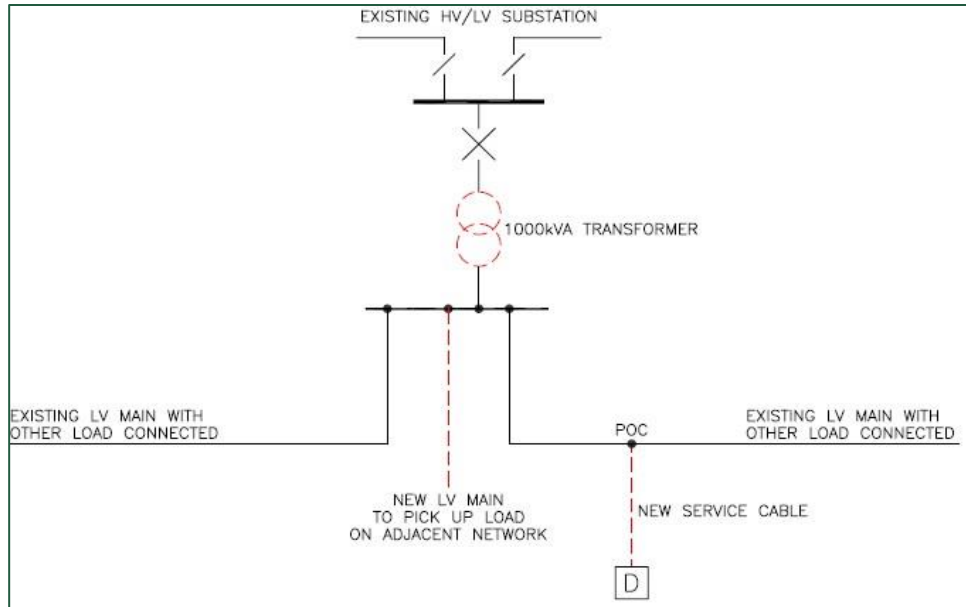 EXISTING HV/LV SUBSTATION
1000kVA TRANSFORMER
EXISTING LV MAIN WITH
OTHER LOAD CONNECTED
POC
EXISTING LV MAIN WITH
OTHER LOAD CONNECTED
NEW LV MAIN
TO PICK UP LOAD
ON ADJACENT NETWORK
NEW SERVICE CABLE
D